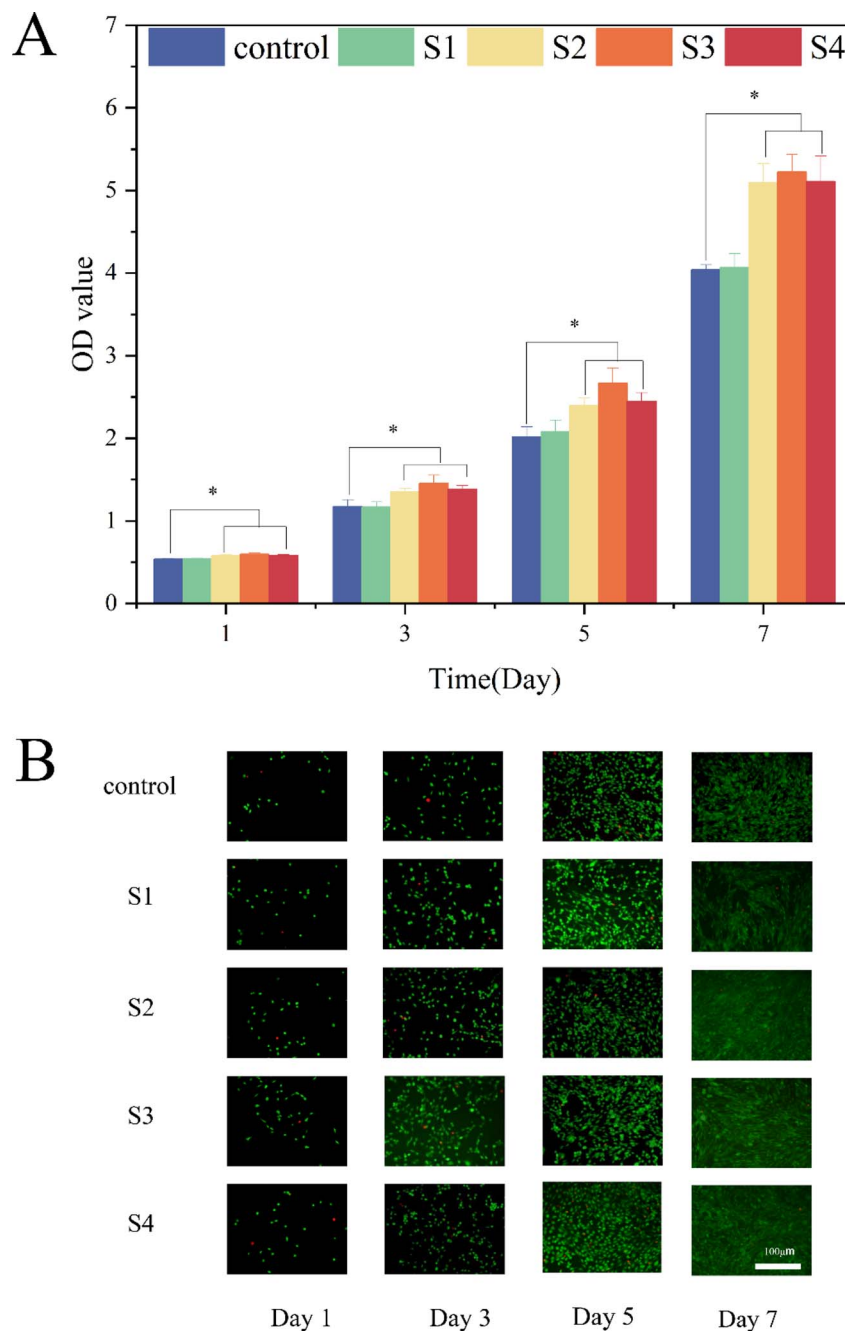 A
control S1 S2 S3 S4
7
6
5
4
3
2
1
0
OD value
*
*
*
*
1 3 5 7
Time(Day)
B
control
S1
S2
S3
S4
100μm
Day 1 Day 3 Day 5 Day 7